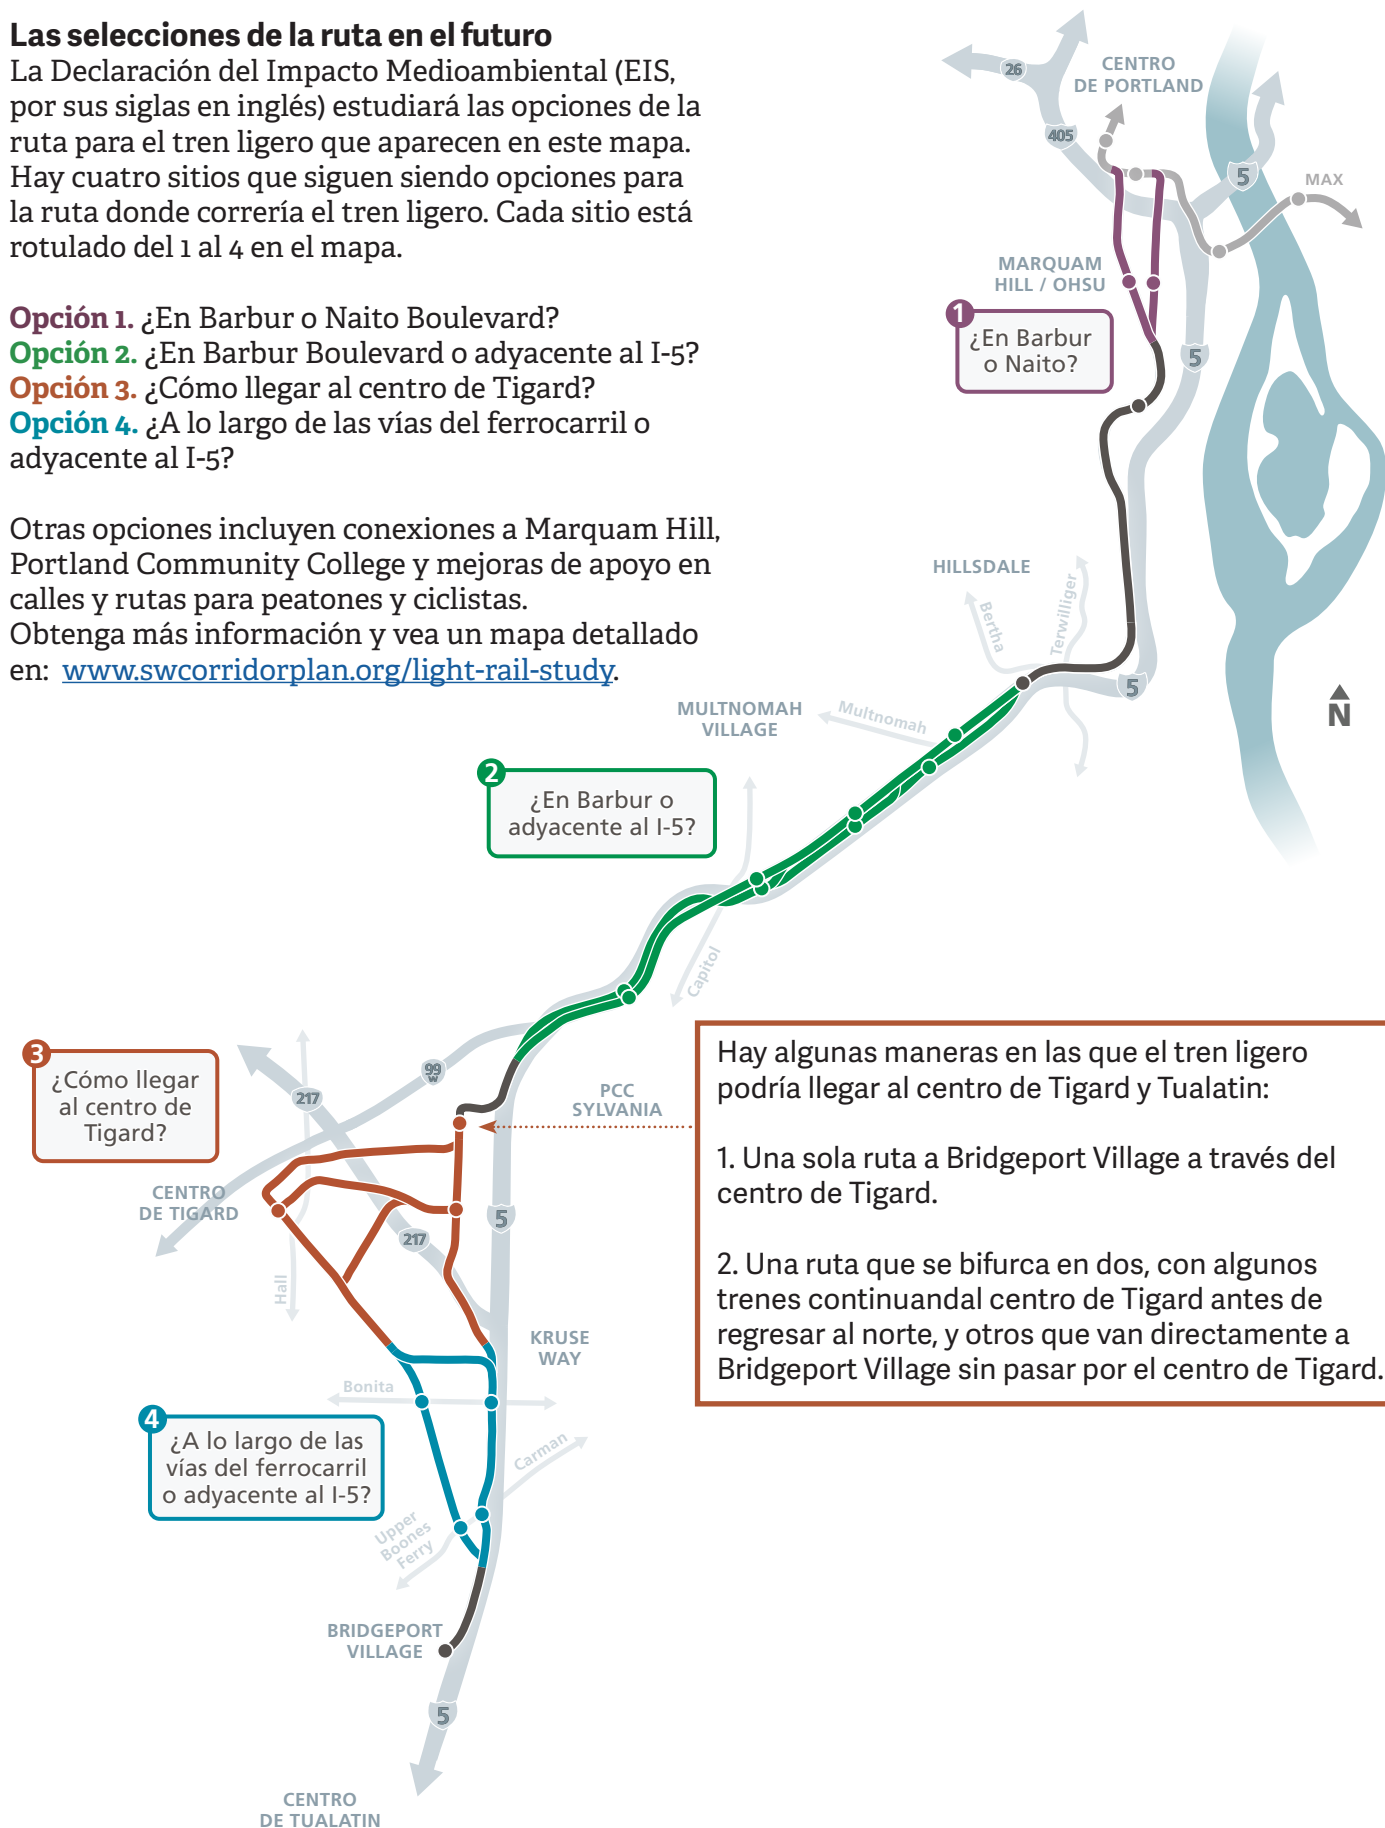 Las selecciones de la ruta en el futuro
La Declaración del Impacto Medioambiental (EIS,
por sus siglas en inglés) estudiará las opciones de la
ruta para el tren ligero que aparecen en este mapa.
Hay cuatro sitios que siguen siendo opciones para
la ruta donde correría el tren ligero. Cada sitio está
rotulado del 1 al 4 en el mapa.
Opción 1. ¿En Barbur o Naito Boulevard?
Opción 2. ¿En Barbur Boulevard o adyacente al I-5?
Opción 3. ¿Cómo llegar al centro de Tigard?
Opción 4. ¿A lo largo de las vías del ferrocarril o
adyacente al I-5?
Otras opciones incluyen conexiones a Marquam Hill,
Portland Community College y mejoras de apoyo en
calles y rutas para peatones y ciclistas.
Obtenga más información y vea un mapa detallado
en: www.swcorridorplan.org/light-rail-study.
26
CENTRO
DE PORTLAND
405
5
MAX
MARQUAM
HILL / OHSU
1
¿En Barbur
o Naito?
5
HILLSDALE
Bertha
Terwilliger
5
N
MULTNOMAH
VILLAGE
Multnomah
2
¿En Barbur o
adyacente al I-5?
Capitol
3
¿Cómo llegar
al centro de
Tigard?
217
99
W
PCC
SYLVANIA
Hay algunas maneras en las que el tren ligero
podría llegar al centro de Tigard y Tualatin:
1. Una sola ruta a Bridgeport Village a través del
centro de Tigard.
2. Una ruta que se bifurca en dos, con algunos
trenes continuandal centro de Tigard antes de
regresar al norte, y otros que van directamente a
Bridgeport Village sin pasar por el centro de Tigard.
CENTRO
DE TIGARD
5
217
Hall
KRUSE
WAY
Bonita
4
¿A lo largo de las
vías del ferrocarril
o adyacente al I-5?
Carman
Upper
Boones
Ferry
BRIDGEPORT
VILLAGE
5
CENTRO
DE TUALATIN